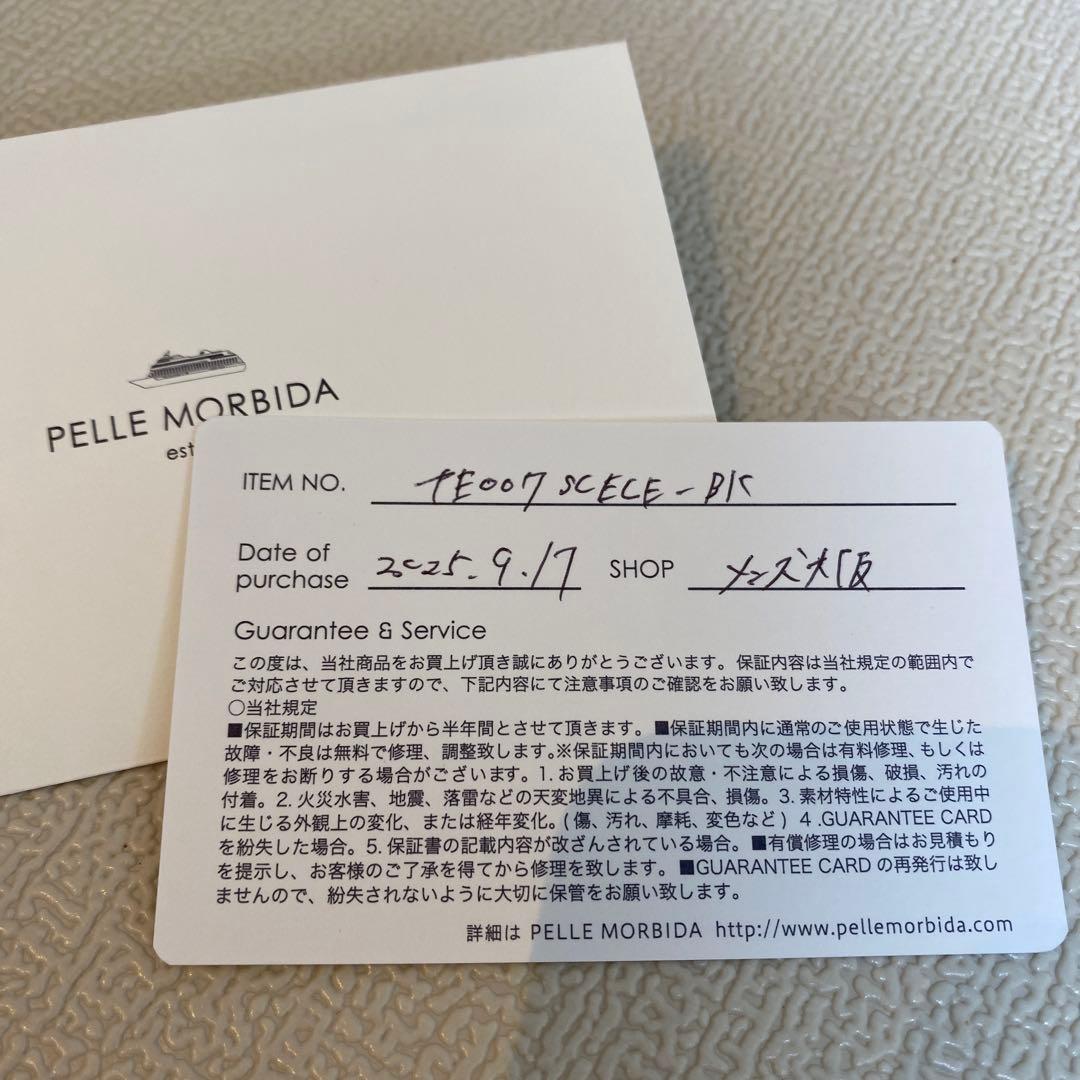 PELLE MORBIDA
est
ITEM NO. TE007 SCECE-BK
Date of purchase 2025.9.17 SHOP メンズ大阪
Guarantee & Service
この度は、当社商品をお買上げ頂き誠にありがとうございます。保証内容は当社規定の範囲内で
ご対応させて頂きますので、下記内容にて注意事項のご確認をお願い致します。
○当社規定
■保証期間はお買上げから半年間とさせて頂きます。■保証期間内に通常のご使用状態で生じた
故障・不良は無料で修理、調整致します。※保証期間内においても次の場合は有料修理、もしくは
修理をお断りする場合がございます。1. お買上げ後の故意・不注意による損傷、破損、汚れの
付着。2. 火災水害、地震、落雷などの天変地異による不具合、損傷。3. 素材特性によるご使用中
に生じる外観上の変化、または経年変化。(傷、汚れ、摩耗、変色など) 4 .GUARANTEE CARD
を紛失した場合。5. 保証書の記載内容が改ざんされている場合。■有償修理の場合はお見積もり
を提示し、お客様のご了承を得てから修理を致します。■GUARANTEE CARD の再発行は致し
ませんので、紛失されないように大切に保管をお願い致します。
詳細は PELLE MORBIDA http://www.pellemorbida.com